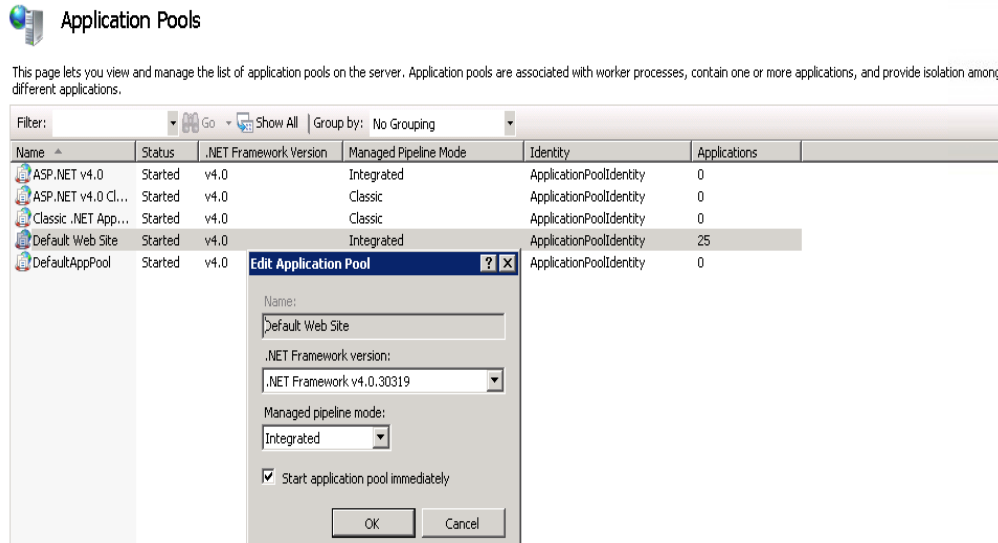 Application Pools
This page lets you view and manage the list of application pools on the server. Application pools are associated with worker processes, contain one or more applications, and provide isolation among
different applications.
Filter: Go Show All Group by: No Grouping
Name Status .NET Framework Version Managed Pipeline Mode Identity Applications
ASP.NET v4.0 Started v4.0 Integrated ApplicationPoolIdentity 0
ASP.NET v4.0 Cl... Started v4.0 Classic ApplicationPoolIdentity 0
Classic .NET App... Started v4.0 Classic ApplicationPoolIdentity 0
Default Web Site Started v4.0 Integrated ApplicationPoolIdentity 25
DefaultAppPool Started v4.0 ApplicationPoolIdentity 0
Edit Application Pool
Name:
Default Web Site
.NET Framework version:
.NET Framework v4.0.30319
Managed pipeline mode:
Integrated
Start application pool immediately
OK Cancel